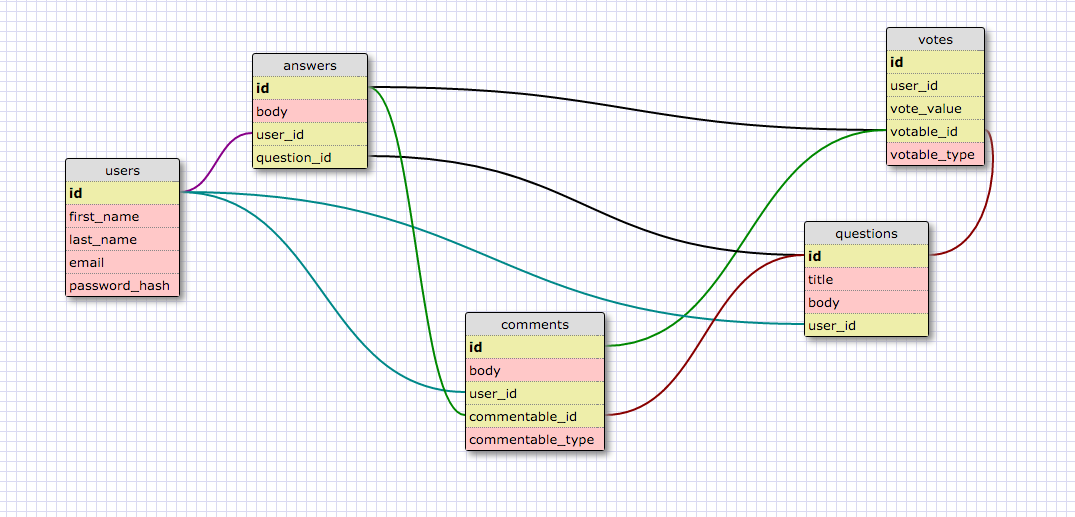 users
id
first_name
last_name
email
password_hash
answers
id
body
user_id
question_id
comments
id
body
user_id
commentable_id
commentable_type
votes
id
user_id
vote_value
votable_id
votable_type
questions
id
title
body
user_id